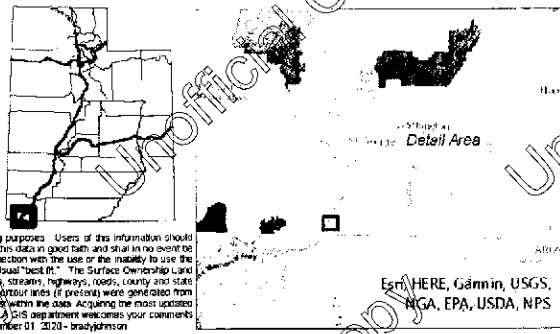 Unofficial Copy
Detail Area
g purposes. Users of this information should
this data in good faith and shall in no event be
nection with the use or the inability to use the
usual "best fit." The Surface Ownership Land
s, streams, highways, roads, county and state
ontour lines (if present) were generated from
within the data. Acquiring the most updated
GIS department welcomes your comments
mber 01, 2020 - bradyjohnson
Esri, HERE, Garmin, USGS,
NGA, EPA, USDA, NPS